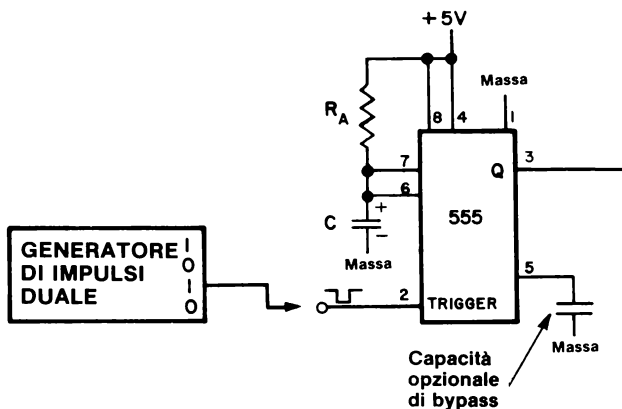 +5V
Massa
R_A
8 4 1
7
Q 3
6
+
C
–
555
Massa
GENERATORE 1
0
DI IMPULSI 1
DUALE 0
5
2 TRIGGER
Massa
Capacità
opzionale
di bypass